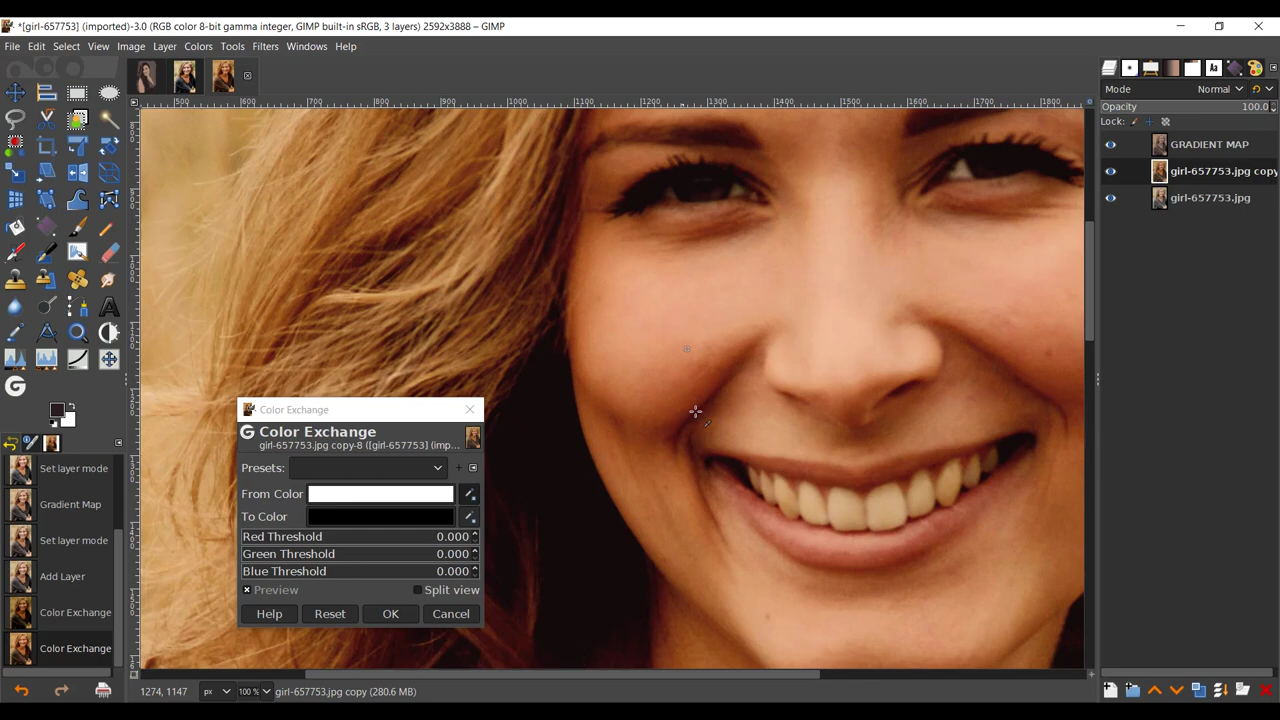 *[girl-657753] (imported)-3.0 (RGB color 8-bit gamma integer, GIMP built-in sRGB, 3 layers) 2592x3888 – GIMP
File Edit Select View Image Layer Colors Tools Filters Windows Help
Mode Normal
Opacity 100.0
Lock:
500 600 700 800 900 1000 1100 1200 1300 1400 1500 1600 1700 1800
GRADIENT MAP
girl-657753.jpg copy
girl-657753.jpg
Set layer mode
Gradient Map
Set layer mode
Add Layer
Color Exchange
Color Exchange
Color Exchange
Color Exchange
girl-657753.jpg copy-8 ([girl-657753] (imp...
Presets:
From Color
To Color
Red Threshold 0.000
Green Threshold 0.000
Blue Threshold 0.000
Preview Split view
Help Reset OK Cancel
1274, 1147 px 100 % girl-657753.jpg copy (280.6 MB)